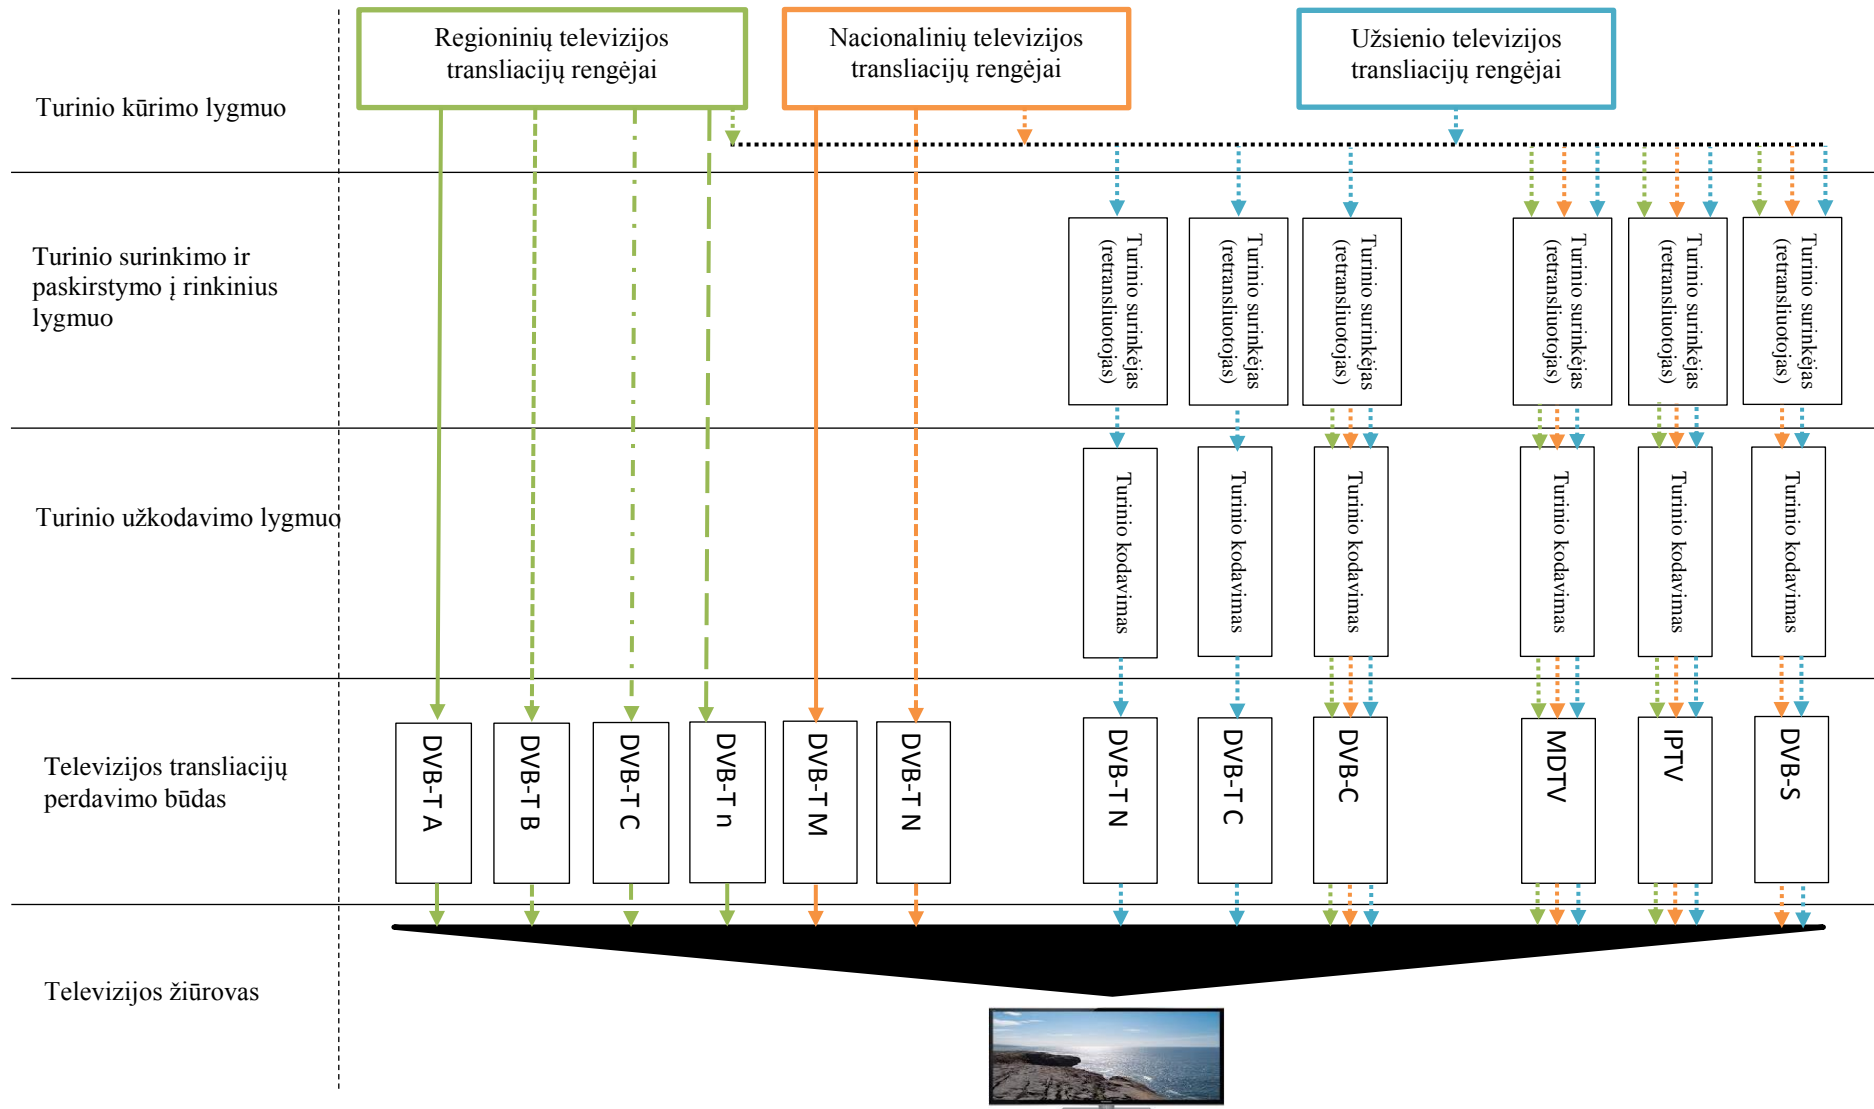 Regioninių televizijos
transliacijų rengėjai
Nacionalinių televizijos
transliacijų rengėjai
Užsienio televizijos
transliacijų rengėjai
Turinio kūrimo lygmuo
Turinio surinkimo ir
paskirstymo į rinkinius
lygmuo
Turinio surinkėjas
(retransliuotojas)
Turinio surinkėjas
(retransliuotojas)
Turinio surinkėjas
(retransliuotojas)
Turinio surinkėjas
(retransliuotojas)
Turinio surinkėjas
(retransliuotojas)
Turinio surinkėjas
(retransliuotojas)
Turinio užkodavimo lygmuo
Turinio kodavimas
Turinio kodavimas
Turinio kodavimas
Turinio kodavimas
Turinio kodavimas
Turinio kodavimas
Televizijos transliacijų
perdavimo būdas
DVB-T A
DVB-T B
DVB-T C
DVB-T n
DVB-T M
DVB-T N
DVB-T N
DVB-T C
DVB-C
MDTV
IPTV
DVB-S
Televizijos žiūrovas